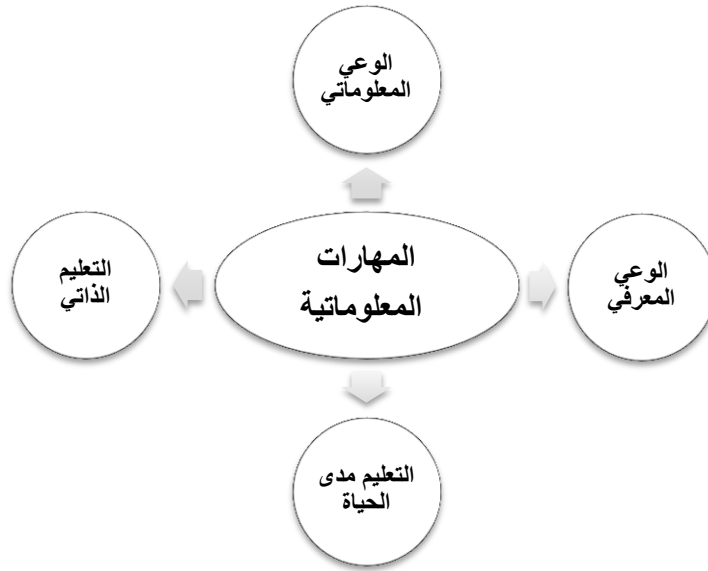 الوعي
المعلوماتي
المهارات
المعلوماتية
الوعي
المعرفي
التعليم
الذاتي
التعليم مدى
الحياة